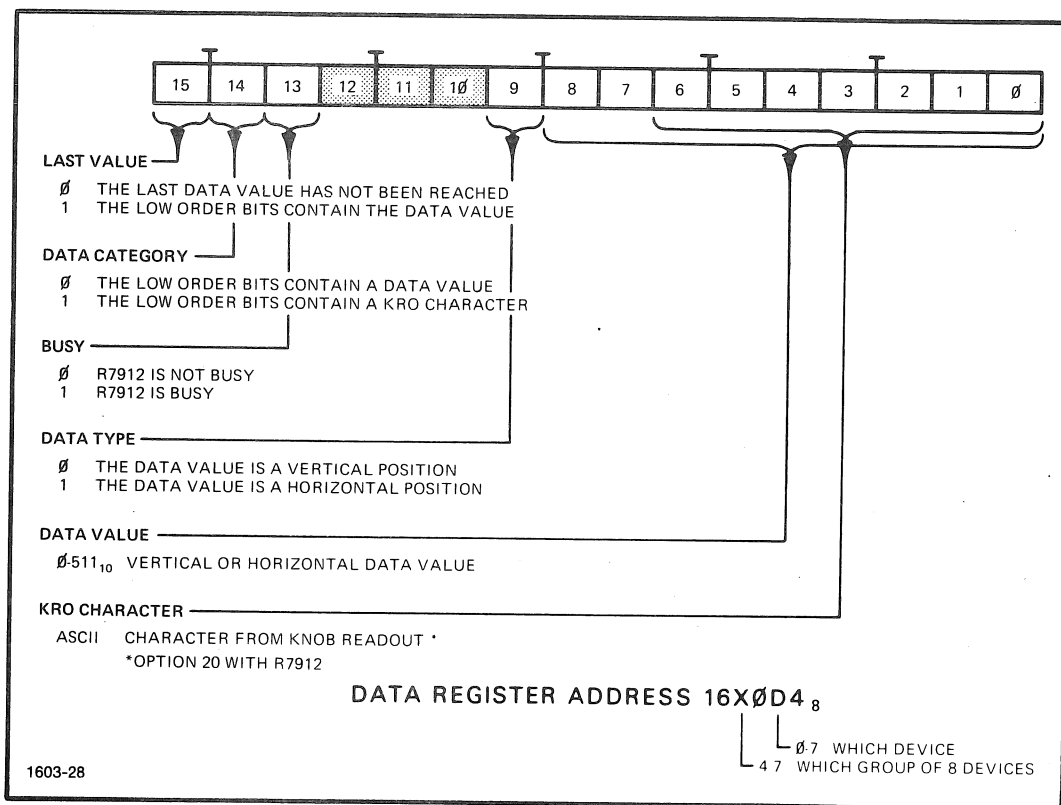 15 14 13 12 11 1Ø 9 8 7 6 5 4 3 2 1 Ø
LAST VALUE
Ø THE LAST DATA VALUE HAS NOT BEEN REACHED
1 THE LOW ORDER BITS CONTAIN THE DATA VALUE
DATA CATEGORY
Ø THE LOW ORDER BITS CONTAIN A DATA VALUE
1 THE LOW ORDER BITS CONTAIN A KRO CHARACTER
BUSY
Ø R7912 IS NOT BUSY
1 R7912 IS BUSY
DATA TYPE
Ø THE DATA VALUE IS A VERTICAL POSITION
1 THE DATA VALUE IS A HORIZONTAL POSITION
DATA VALUE
Ø-511₁₀ VERTICAL OR HORIZONTAL DATA VALUE
KRO CHARACTER
ASCII CHARACTER FROM KNOB READOUT *
*OPTION 20 WITH R7912
DATA REGISTER ADDRESS 16XØD4₈
Ø-7 WHICH DEVICE
4 7 WHICH GROUP OF 8 DEVICES
1603-28